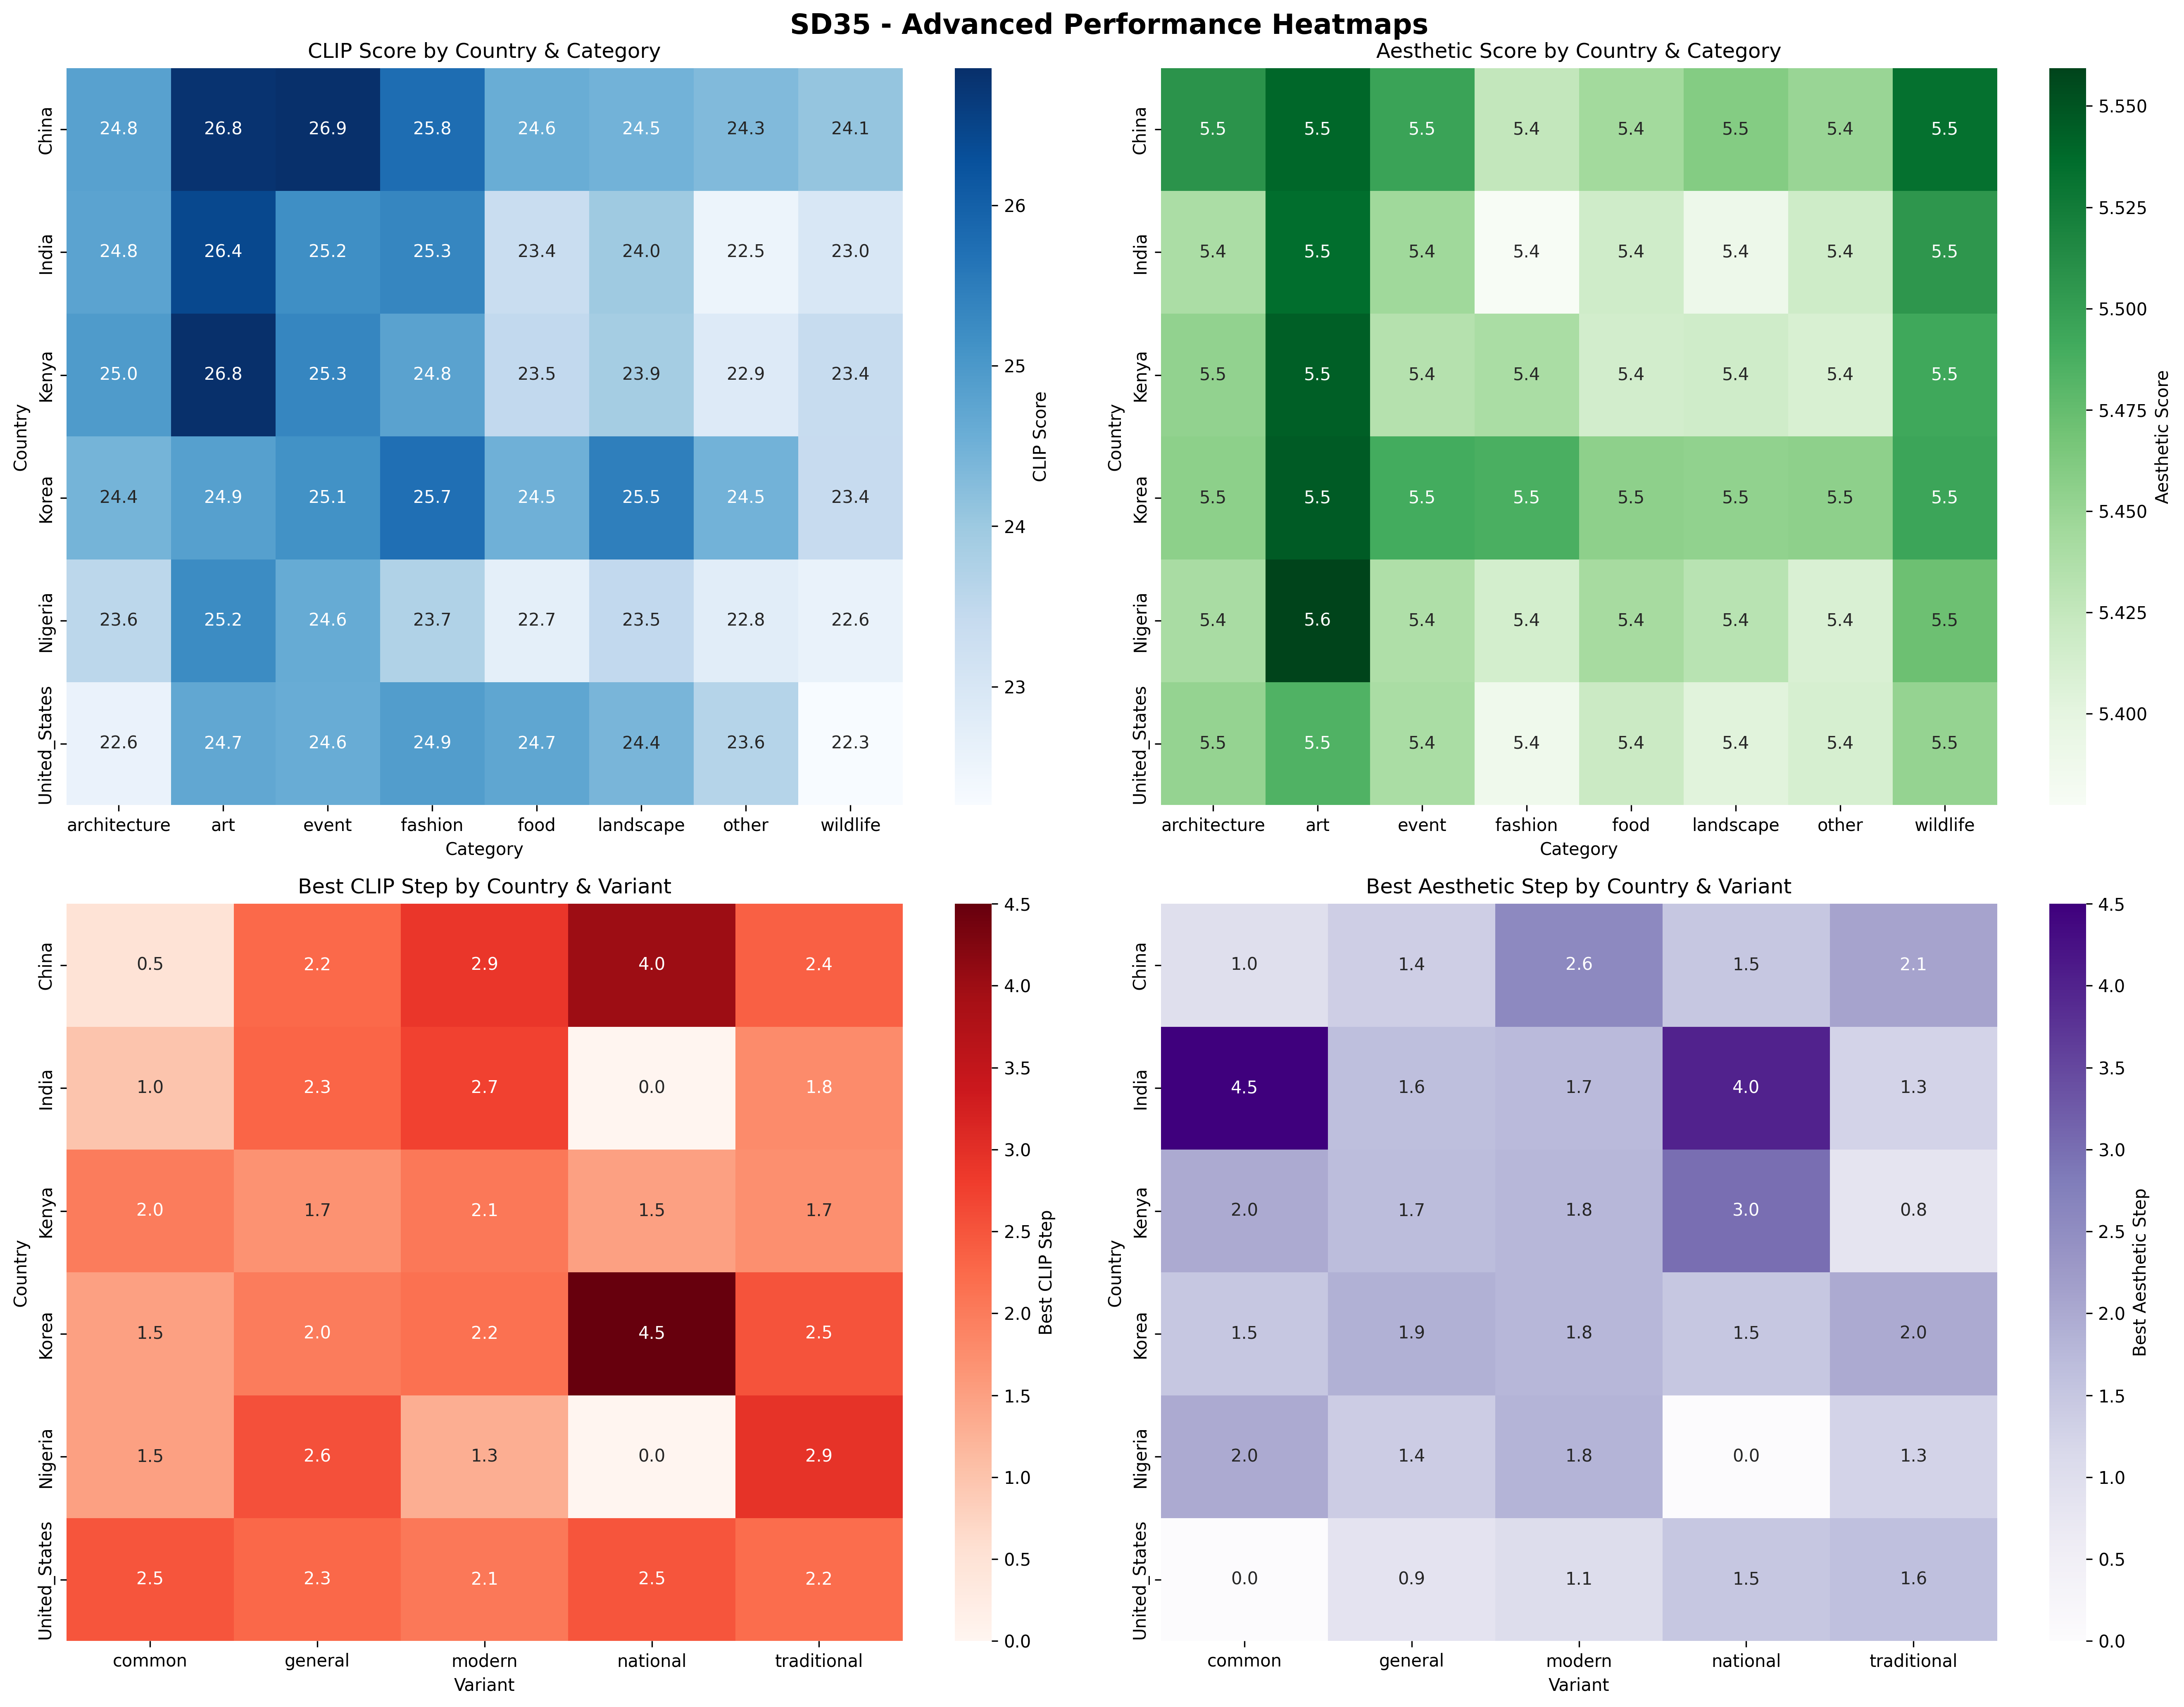 SD35 - Advanced Performance Heatmaps
CLIP Score by Country & Category
Country
China 24.8 26.8 26.9 25.8 24.6 24.5 24.3 24.1
India 24.8 26.4 25.2 25.3 23.4 24.0 22.5 23.0
Kenya 25.0 26.8 25.3 24.8 23.5 23.9 22.9 23.4
Korea 24.4 24.9 25.1 25.7 24.5 25.5 24.5 23.4
Nigeria 23.6 25.2 24.6 23.7 22.7 23.5 22.8 22.6
United_States 22.6 24.7 24.6 24.9 24.7 24.4 23.6 22.3
architecture art event fashion food landscape other wildlife
Category
26
25
24
23
CLIP Score
Aesthetic Score by Country & Category
Country
China 5.5 5.5 5.5 5.4 5.4 5.5 5.4 5.5
India 5.4 5.5 5.4 5.4 5.4 5.4 5.4 5.5
Kenya 5.5 5.5 5.4 5.4 5.4 5.4 5.4 5.5
Korea 5.5 5.5 5.5 5.5 5.5 5.5 5.5 5.5
Nigeria 5.4 5.6 5.4 5.4 5.4 5.4 5.4 5.5
United_States 5.5 5.5 5.4 5.4 5.4 5.4 5.4 5.5
architecture art event fashion food landscape other wildlife
Category
5.550
5.525
5.500
5.475
5.450
5.425
5.400
Aesthetic Score
Best CLIP Step by Country & Variant
Country
China 0.5 2.2 2.9 4.0 2.4
India 1.0 2.3 2.7 0.0 1.8
Kenya 2.0 1.7 2.1 1.5 1.7
Korea 1.5 2.0 2.2 4.5 2.5
Nigeria 1.5 2.6 1.3 0.0 2.9
United_States 2.5 2.3 2.1 2.5 2.2
common general modern national traditional
Variant
4.5
4.0
3.5
3.0
2.5
2.0
1.5
1.0
0.5
0.0
Best CLIP Step
Best Aesthetic Step by Country & Variant
Country
China 1.0 1.4 2.6 1.5 2.1
India 4.5 1.6 1.7 4.0 1.3
Kenya 2.0 1.7 1.8 3.0 0.8
Korea 1.5 1.9 1.8 1.5 2.0
Nigeria 2.0 1.4 1.8 0.0 1.3
United_States 0.0 0.9 1.1 1.5 1.6
common general modern national traditional
Variant
4.5
4.0
3.5
3.0
2.5
2.0
1.5
1.0
0.5
0.0
Best Aesthetic Step